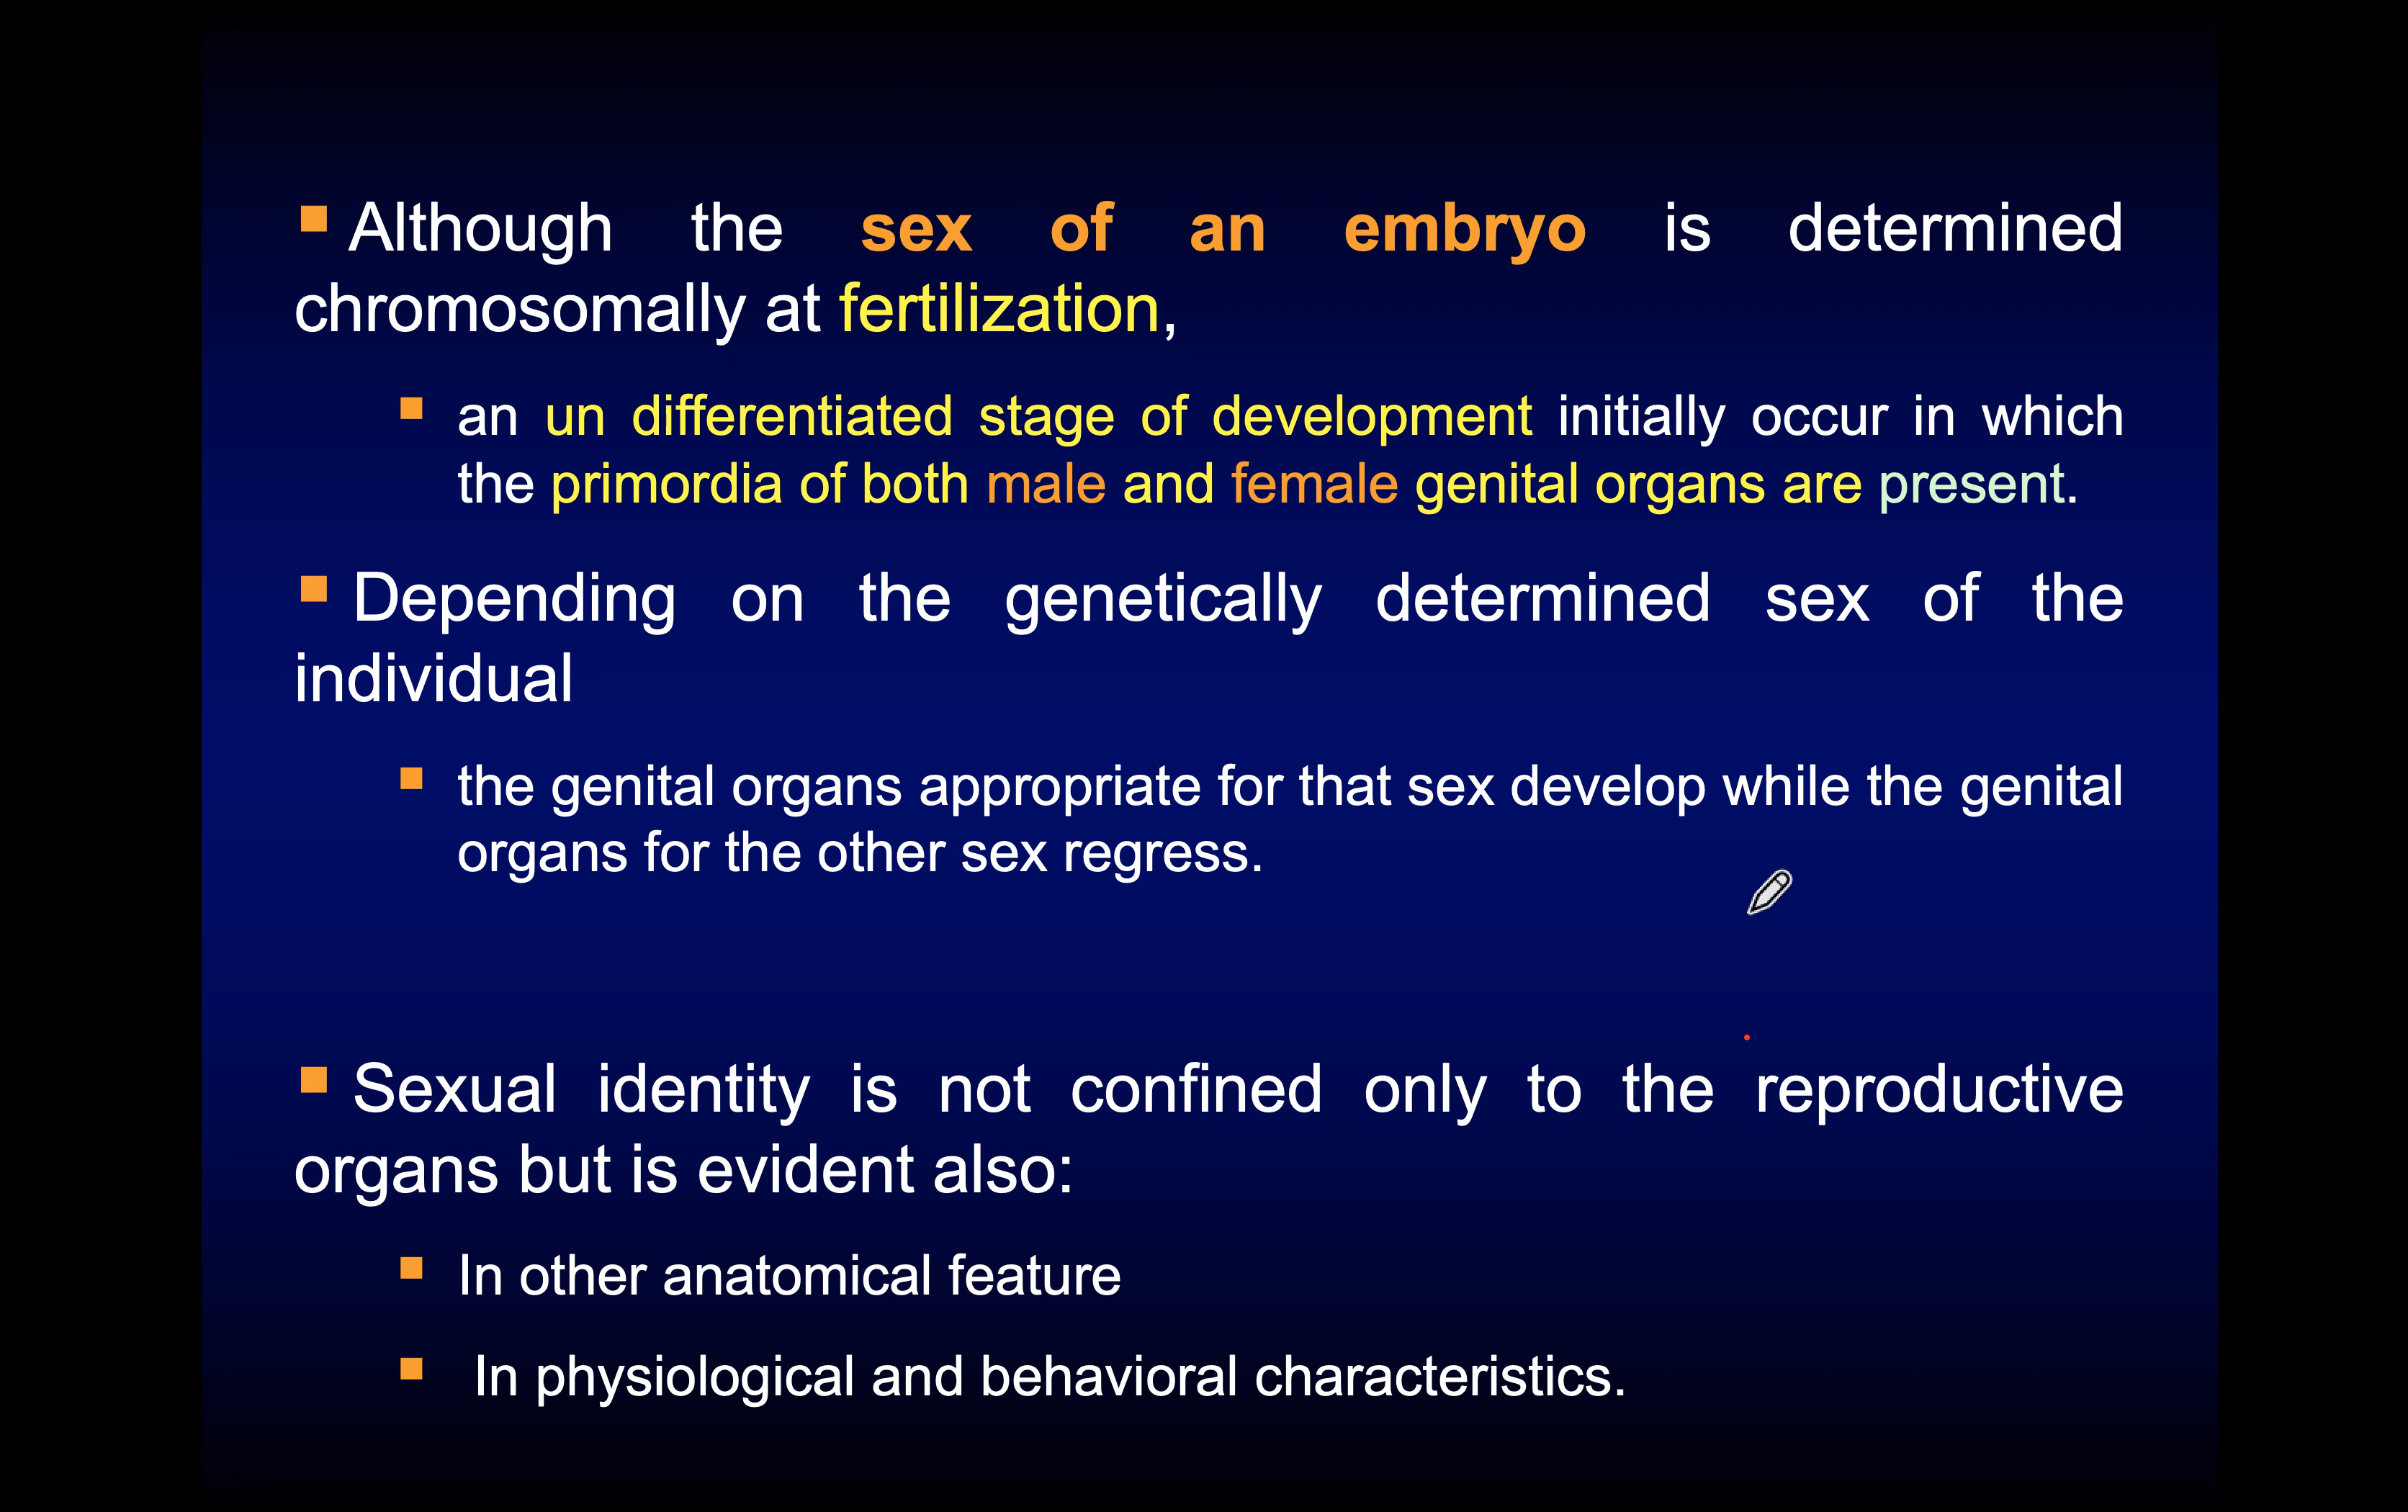 Although the sex of an embryo is determined
chromosomally at fertilization,
an un differentiated stage of development initially occur in which
the primordia of both male and female genital organs are present.
Depending on the genetically determined sex of the
individual
the genital organs appropriate for that sex develop while the genital
organs for the other sex regress.
Sexual identity is not confined only to the reproductive
organs but is evident also:
In other anatomical feature
In physiological and behavioral characteristics.